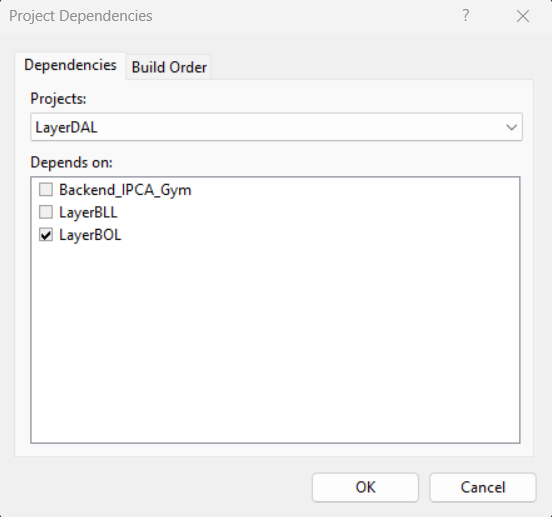 Project Dependencies ?
Dependencies Build Order
Projects:
LayerDAL
Depends on:
Backend_IPCA_Gym
LayerBLL
LayerBOL
OK Cancel